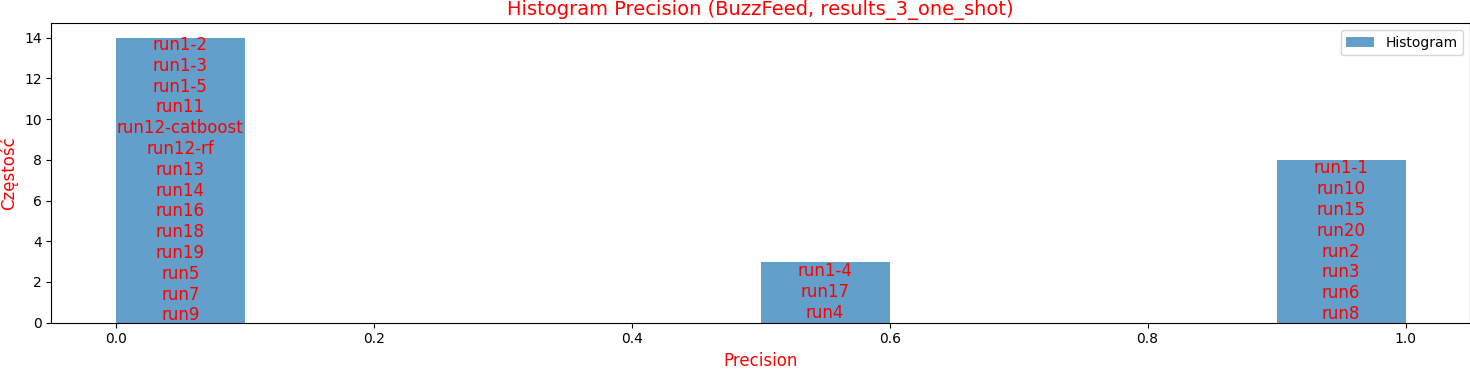 Histogram Precision (BuzzFeed, results_3_one_shot)
Histogram
Częstość
14
12
10
8
6
4
2
0
run1-2
run1-3
run1-5
run11
run12-catboost
run12-rf
run13
run14
run16
run18
run19
run5
run7
run9
run1-4
run17
run4
run1-1
run10
run15
run20
run2
run3
run6
run8
0.0 0.2 0.4 0.6 0.8 1.0
Precision